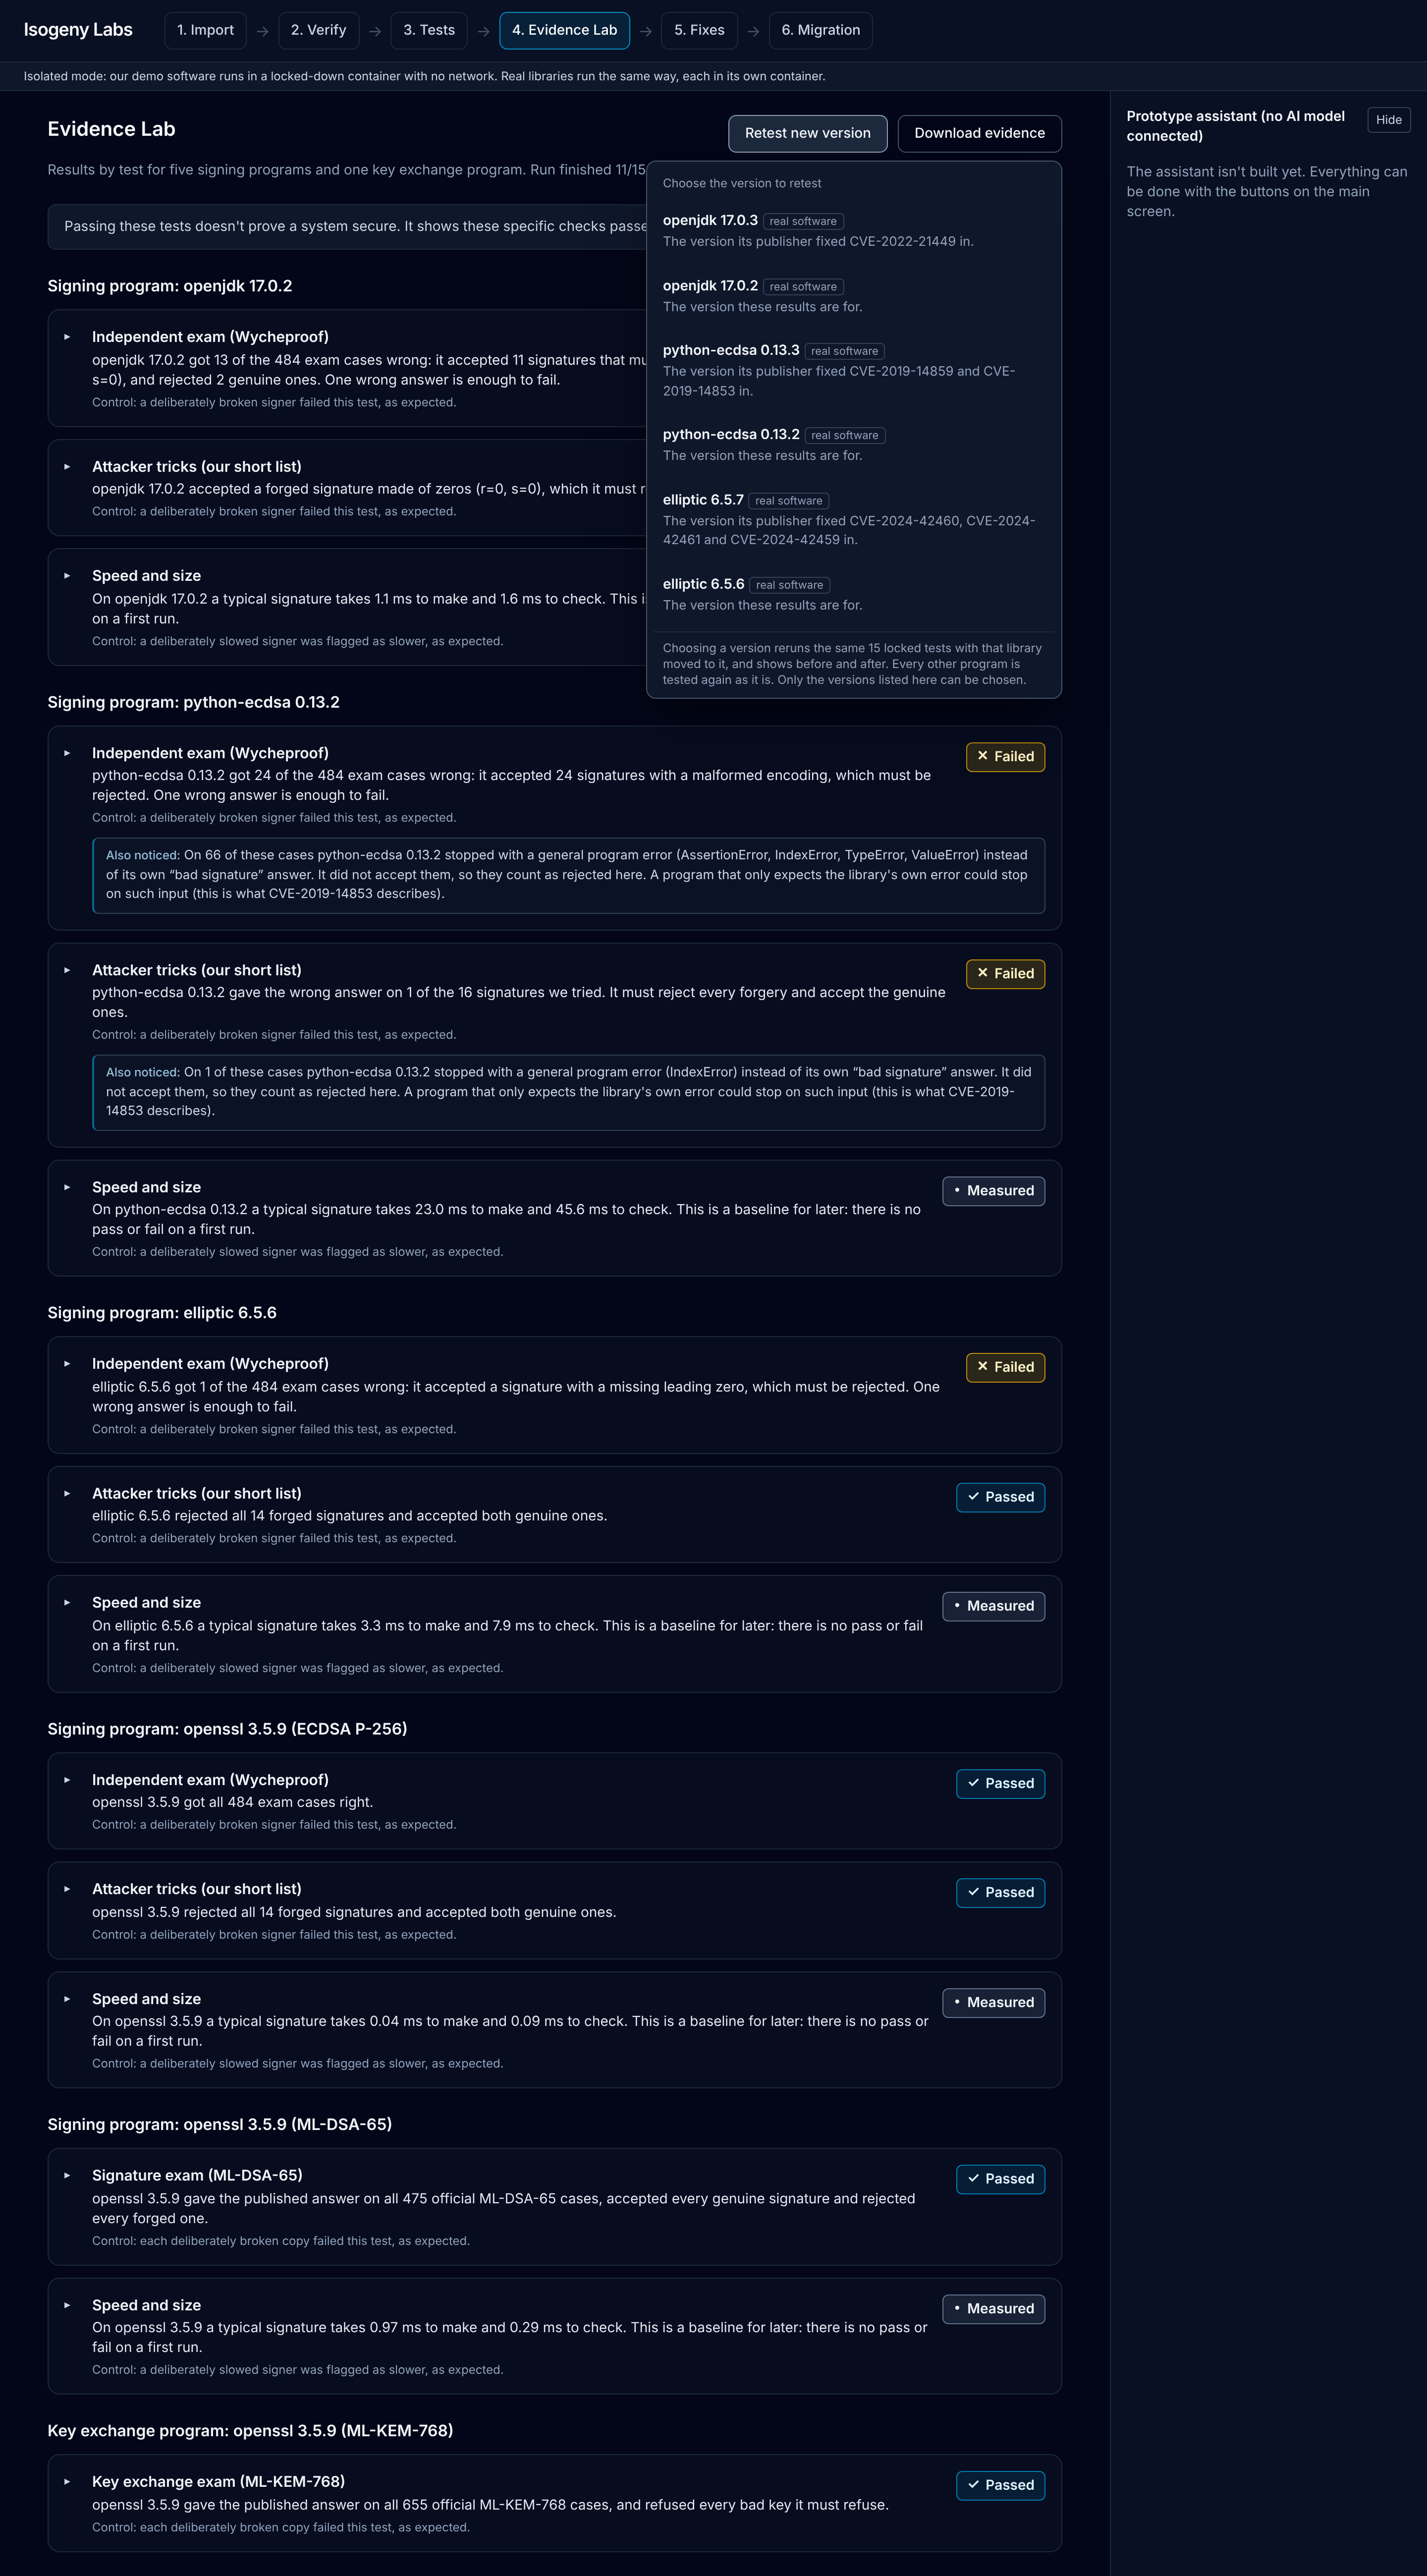 Isogeny Labs
1. Import → 2. Verify → 3. Tests → 4. Evidence Lab → 5. Fixes → 6. Migration
Isolated mode: our demo software runs in a locked-down container with no network. Real libraries run the same way, each in its own container.
Evidence Lab
Retest new version
Download evidence
Results by test for five signing programs and one key exchange program. Run finished 11/15
Passing these tests doesn't prove a system secure. It shows these specific checks passe
Choose the version to retest
openjdk 17.0.3 real software
The version its publisher fixed CVE-2022-21449 in.
openjdk 17.0.2 real software
The version these results are for.
python-ecdsa 0.13.3 real software
The version its publisher fixed CVE-2019-14859 and CVE-
2019-14853 in.
python-ecdsa 0.13.2 real software
The version these results are for.
elliptic 6.5.7 real software
The version its publisher fixed CVE-2024-42460, CVE-2024-
42461 and CVE-2024-42459 in.
elliptic 6.5.6 real software
The version these results are for.
Choosing a version reruns the same 15 locked tests with that library
moved to it, and shows before and after. Every other program is
tested again as it is. Only the versions listed here can be chosen.
Signing program: openjdk 17.0.2
Independent exam (Wycheproof)
openjdk 17.0.2 got 13 of the 484 exam cases wrong: it accepted 11 signatures that mu
s=0), and rejected 2 genuine ones. One wrong answer is enough to fail.
Control: a deliberately broken signer failed this test, as expected.
Attacker tricks (our short list)
openjdk 17.0.2 accepted a forged signature made of zeros (r=0, s=0), which it must r
Control: a deliberately broken signer failed this test, as expected.
Speed and size
On openjdk 17.0.2 a typical signature takes 1.1 ms to make and 1.6 ms to check. This i
on a first run.
Control: a deliberately slowed signer was flagged as slower, as expected.
Signing program: python-ecdsa 0.13.2
Independent exam (Wycheproof)
✕ Failed
python-ecdsa 0.13.2 got 24 of the 484 exam cases wrong: it accepted 24 signatures with a malformed encoding, which must be
rejected. One wrong answer is enough to fail.
Control: a deliberately broken signer failed this test, as expected.
Also noticed: On 66 of these cases python-ecdsa 0.13.2 stopped with a general program error (AssertionError, IndexError, TypeError, ValueError) instead
of its own “bad signature” answer. It did not accept them, so they count as rejected here. A program that only expects the library's own error could stop
on such input (this is what CVE-2019-14853 describes).
Attacker tricks (our short list)
✕ Failed
python-ecdsa 0.13.2 gave the wrong answer on 1 of the 16 signatures we tried. It must reject every forgery and accept the genuine
ones.
Control: a deliberately broken signer failed this test, as expected.
Also noticed: On 1 of these cases python-ecdsa 0.13.2 stopped with a general program error (IndexError) instead of its own “bad signature” answer. It did
not accept them, so they count as rejected here. A program that only expects the library's own error could stop on such input (this is what CVE-2019-
14853 describes).
Speed and size
• Measured
On python-ecdsa 0.13.2 a typical signature takes 23.0 ms to make and 45.6 ms to check. This is a baseline for later: there is no
pass or fail on a first run.
Control: a deliberately slowed signer was flagged as slower, as expected.
Signing program: elliptic 6.5.6
Independent exam (Wycheproof)
✕ Failed
elliptic 6.5.6 got 1 of the 484 exam cases wrong: it accepted a signature with a missing leading zero, which must be rejected. One
wrong answer is enough to fail.
Control: a deliberately broken signer failed this test, as expected.
Attacker tricks (our short list)
✓ Passed
elliptic 6.5.6 rejected all 14 forged signatures and accepted both genuine ones.
Control: a deliberately broken signer failed this test, as expected.
Speed and size
• Measured
On elliptic 6.5.6 a typical signature takes 3.3 ms to make and 7.9 ms to check. This is a baseline for later: there is no pass or fail
on a first run.
Control: a deliberately slowed signer was flagged as slower, as expected.
Signing program: openssl 3.5.9 (ECDSA P-256)
Independent exam (Wycheproof)
✓ Passed
openssl 3.5.9 got all 484 exam cases right.
Control: a deliberately broken signer failed this test, as expected.
Attacker tricks (our short list)
✓ Passed
openssl 3.5.9 rejected all 14 forged signatures and accepted both genuine ones.
Control: a deliberately broken signer failed this test, as expected.
Speed and size
• Measured
On openssl 3.5.9 a typical signature takes 0.04 ms to make and 0.09 ms to check. This is a baseline for later: there is no pass or
fail on a first run.
Control: a deliberately slowed signer was flagged as slower, as expected.
Signing program: openssl 3.5.9 (ML-DSA-65)
Signature exam (ML-DSA-65)
✓ Passed
openssl 3.5.9 gave the published answer on all 475 official ML-DSA-65 cases, accepted every genuine signature and rejected
every forged one.
Control: each deliberately broken copy failed this test, as expected.
Speed and size
• Measured
On openssl 3.5.9 a typical signature takes 0.97 ms to make and 0.29 ms to check. This is a baseline for later: there is no pass or
fail on a first run.
Control: a deliberately slowed signer was flagged as slower, as expected.
Key exchange program: openssl 3.5.9 (ML-KEM-768)
Key exchange exam (ML-KEM-768)
✓ Passed
openssl 3.5.9 gave the published answer on all 655 official ML-KEM-768 cases, and refused every bad key it must refuse.
Control: each deliberately broken copy failed this test, as expected.
Prototype assistant (no AI model
connected)
Hide
The assistant isn't built yet. Everything can
be done with the buttons on the main
screen.